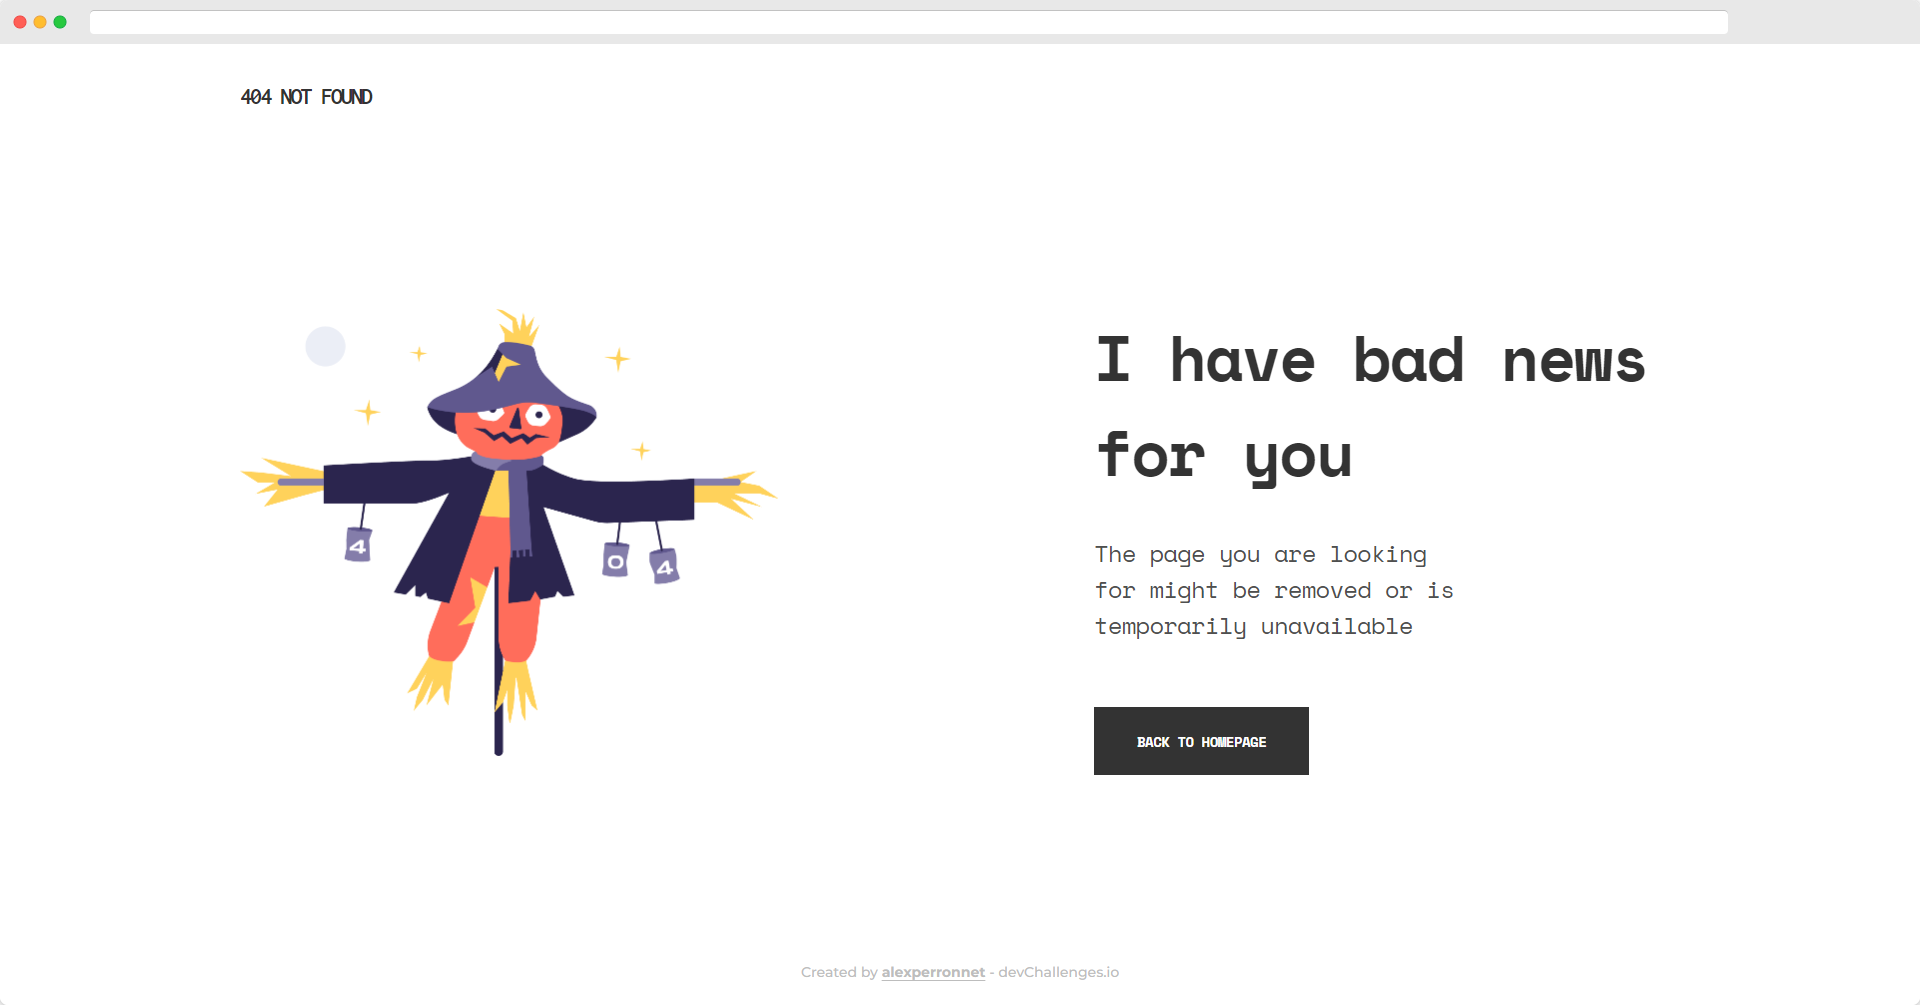 404 NOT FOUND
4
0
4
I have bad news
for you
The page you are looking
for might be removed or is
temporarily unavailable
BACK TO HOMEPAGE
Created by alexperronnet - devChallenges.io